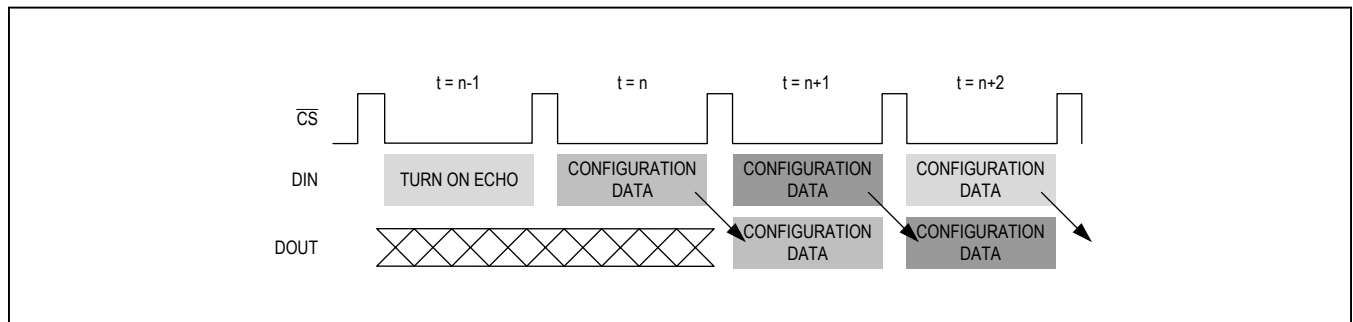 t = n-1 t = n t = n+1 t = n+2
CS
DIN TURN ON ECHO CONFIGURATION DATA CONFIGURATION DATA CONFIGURATION DATA
DOUT CONFIGURATION DATA CONFIGURATION DATA